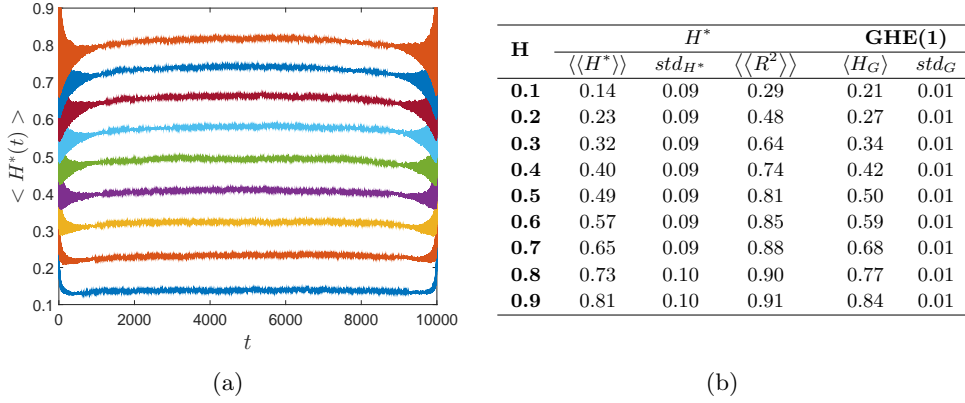 0.9
0.8
0.7
0.6
0.5
0.4
0.3
0.2
0.1
< H*(t) >
0 2000 4000 6000 8000 10000
t
(a)
H H* GHE(1)
⟨⟨H*⟩⟩ std_{H*} ⟨⟨R²⟩⟩ ⟨H_G⟩ std_G
0.1 0.14 0.09 0.29 0.21 0.01
0.2 0.23 0.09 0.48 0.27 0.01
0.3 0.32 0.09 0.64 0.34 0.01
0.4 0.40 0.09 0.74 0.42 0.01
0.5 0.49 0.09 0.81 0.50 0.01
0.6 0.57 0.09 0.85 0.59 0.01
0.7 0.65 0.09 0.88 0.68 0.01
0.8 0.73 0.10 0.90 0.77 0.01
0.9 0.81 0.10 0.91 0.84 0.01
(b)